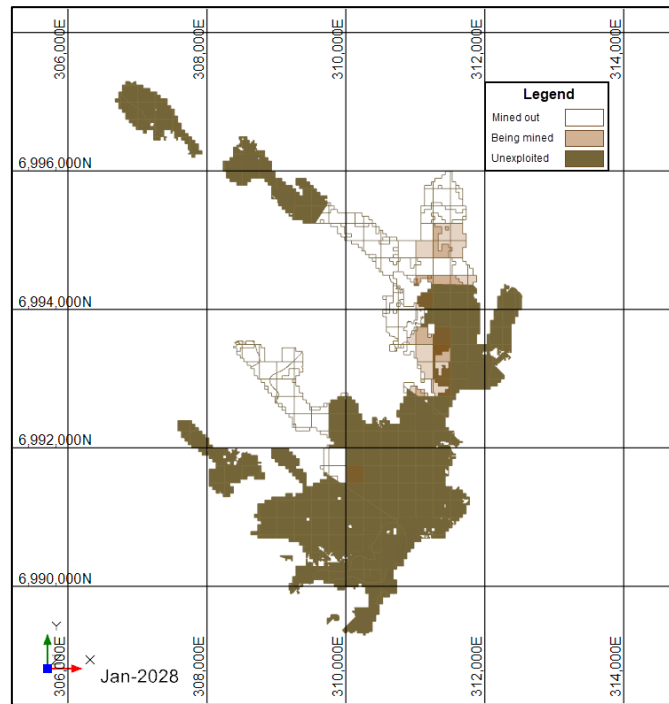 306,000E
308,000E
310,000E
312,000E
314,000E
Legend
Mined out
Being mined
Unexploited
6,996,000N
6,994,000N
6,992,000N
6,990,000N
Y
X
Jan-2028
306,000E
308,000E
310,000E
312,000E
314,000E